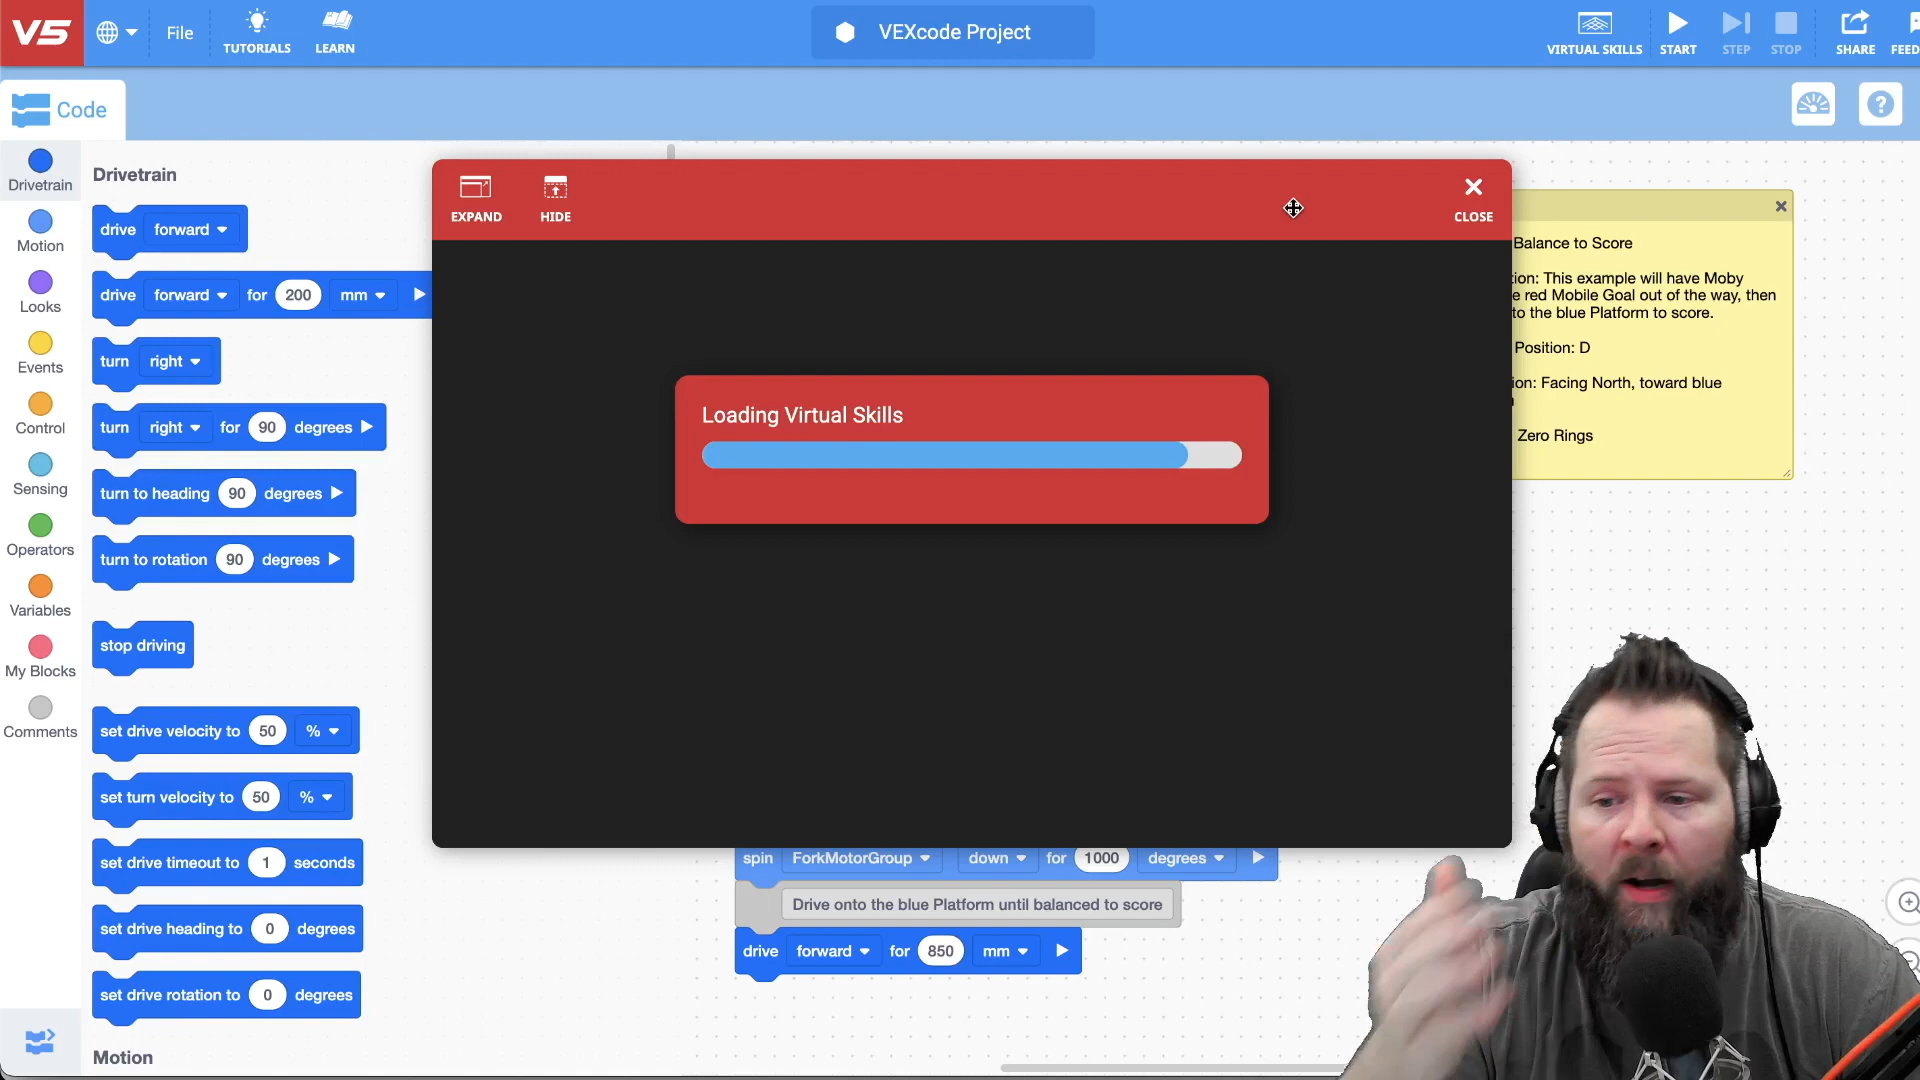 V5
File
TUTORIALS
LEARN
VEXcode Project
VIRTUAL SKILLS
START
STEP
STOP
SHARE
FEED
Code
Drivetrain
Motion
Looks
Events
Control
Sensing
Operators
Variables
My Blocks
Comments
Drivetrain
drive forward
drive forward for 200 mm
turn right
turn right for 90 degrees
turn to heading 90 degrees
turn to rotation 90 degrees
stop driving
set drive velocity to 50 %
set turn velocity to 50 %
set drive timeout to 1 seconds
set drive heading to 0 degrees
set drive rotation to 0 degrees
Motion
EXPAND
HIDE
CLOSE
Loading Virtual Skills
Balance to Score
ion: This example will have Moby
e red Mobile Goal out of the way, then
to the blue Platform to score.
Position: D
ion: Facing North, toward blue
Zero Rings
spin ForkMotorGroup down for 1000 degrees
Drive onto the blue Platform until balanced to score
drive forward for 850 mm